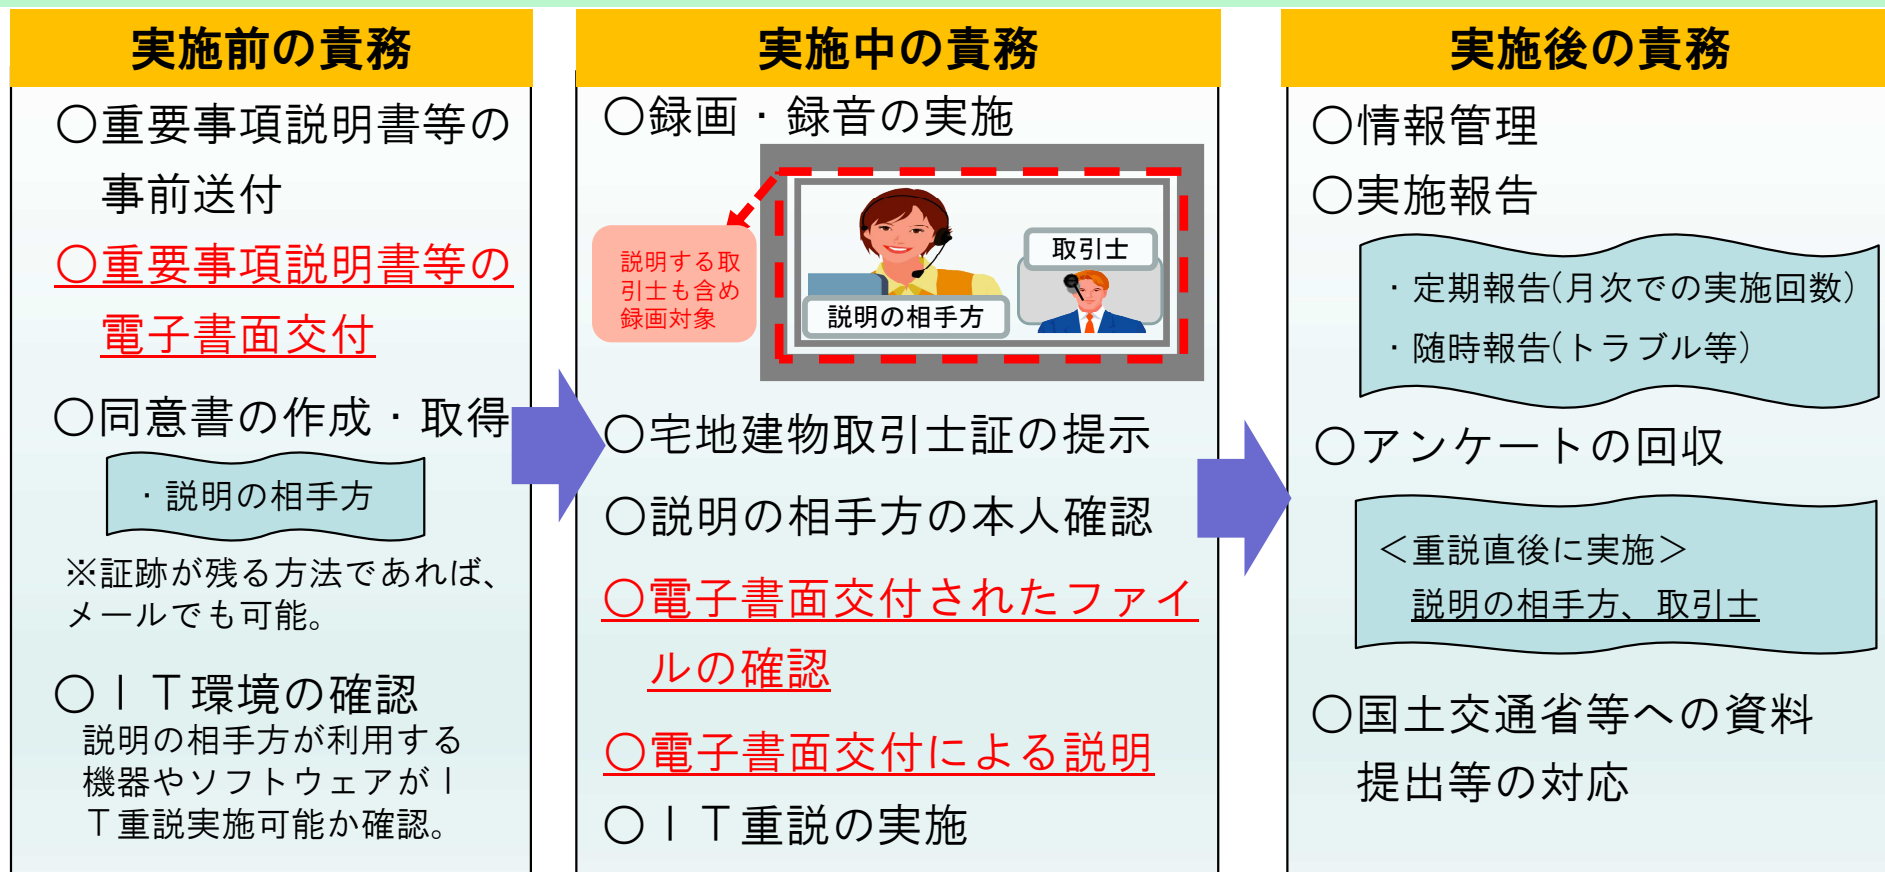 実施前の責務
○重要事項説明書等の
事前送付
○重要事項説明書等の
電子書面交付
○同意書の作成・取得
・説明の相手方
※証跡が残る方法であれば、
メールでも可能。
○ＩＴ環境の確認
説明の相手方が利用する
機器やソフトウェアがＩ
Ｔ重説実施可能か確認。
実施中の責務
○録画・録音の実施
説明する取
引士も含め
録画対象
取引士
説明の相手方
○宅地建物取引士証の提示
○説明の相手方の本人確認
○電子書面交付されたファイ
ルの確認
○電子書面交付による説明
○ＩＴ重説の実施
実施後の責務
○情報管理
○実施報告
・定期報告(月次での実施回数)
・随時報告(トラブル等)
○アンケートの回収
＜重説直後に実施＞
説明の相手方、取引士
○国土交通省等への資料
提出等の対応